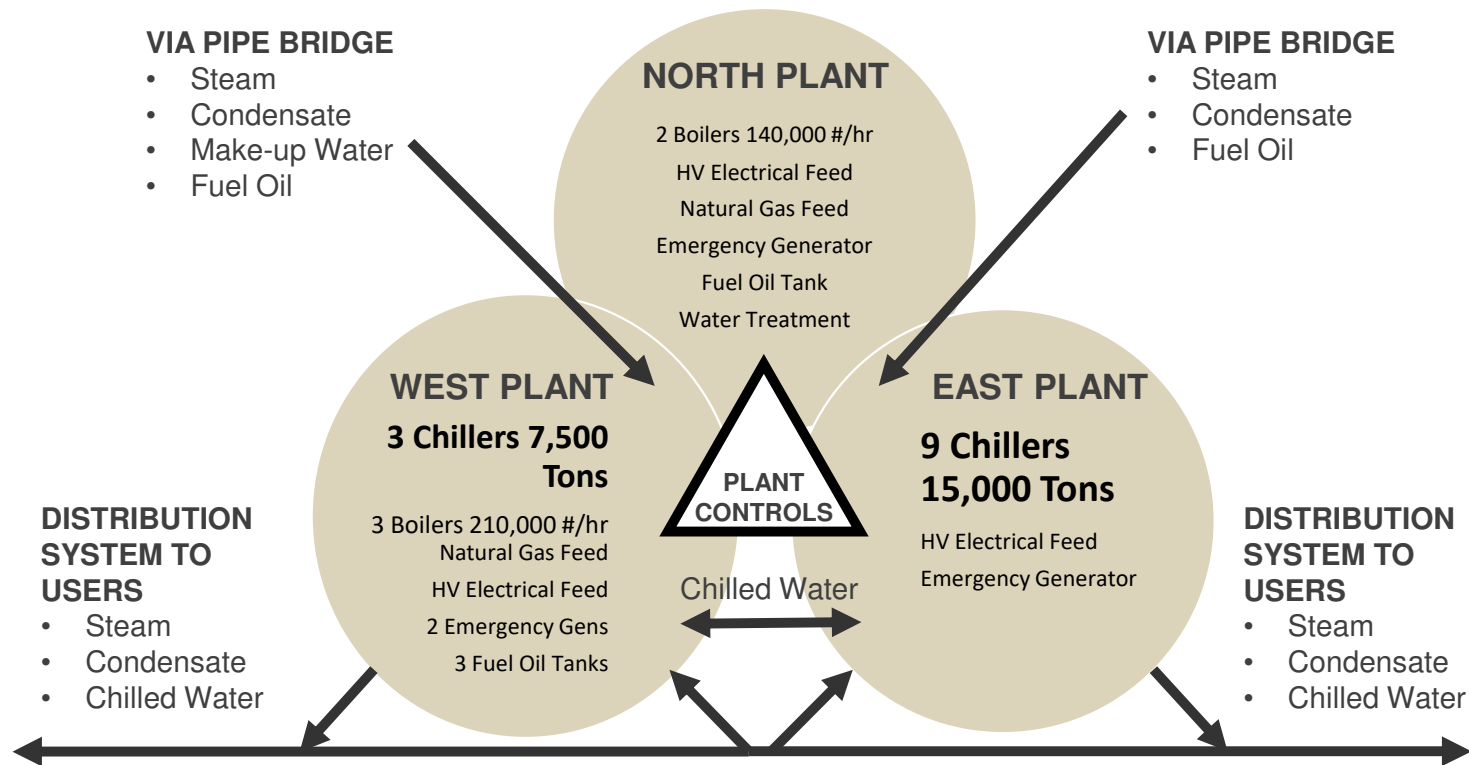 VIA PIPE BRIDGE
• Steam
• Condensate
• Make-up Water
• Fuel Oil
NORTH PLANT
2 Boilers 140,000 #/hr
HV Electrical Feed
Natural Gas Feed
Emergency Generator
Fuel Oil Tank
Water Treatment
VIA PIPE BRIDGE
• Steam
• Condensate
• Fuel Oil
WEST PLANT
3 Chillers 7,500
Tons
3 Boilers 210,000 #/hr
Natural Gas Feed
HV Electrical Feed
2 Emergency Gens
3 Fuel Oil Tanks
PLANT
CONTROLS
Chilled Water
EAST PLANT
9 Chillers
15,000 Tons
HV Electrical Feed
Emergency Generator
DISTRIBUTION
SYSTEM TO
USERS
• Steam
• Condensate
• Chilled Water
DISTRIBUTION
SYSTEM TO
USERS
• Steam
• Condensate
• Chilled Water